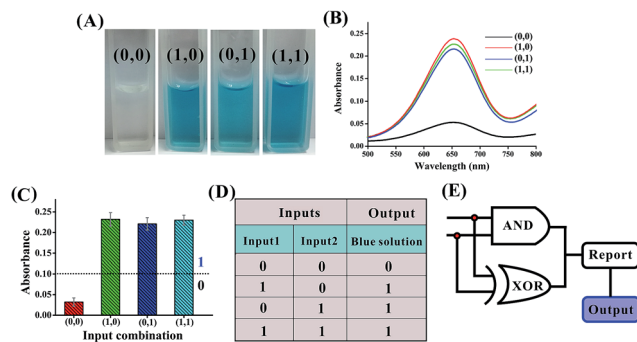 (A)
(0,0)
(1,0)
(0,1)
(1,1)
(B)
Absorbance
0.25
0.20
0.15
0.10
0.05
0.00
500
550
600
650
700
750
800
Wavelength (nm)
(0,0)
(1,0)
(0,1)
(1,1)
(C)
Absorbance
0.25
0.20
0.15
0.10
0.05
0.00
1
0
(0,0)
(1,0)
(0,1)
(1,1)
Input combination
(D)
Inputs Output
Input1 Input2 Blue solution
0 0 0
1 0 1
0 1 1
1 1 1
(E)
AND
XOR
Report
Output